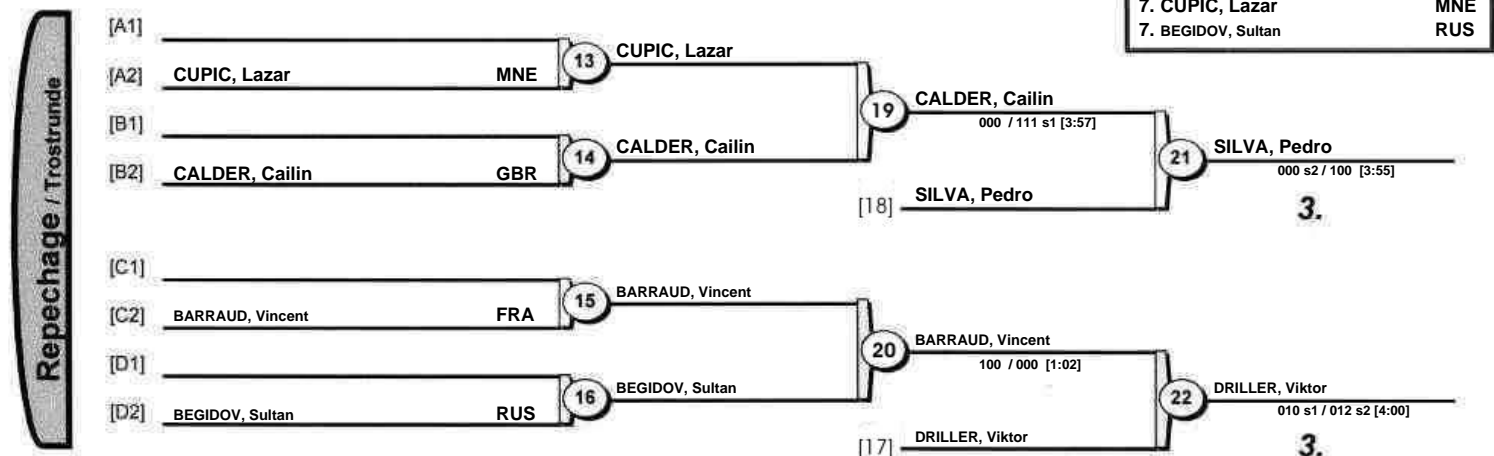 7. CUPIC, Lazar MNE
7. BEGIDOV, Sultan RUS
Repechage / Trostrunde
[A1]
[A2] CUPIC, Lazar MNE
13 CUPIC, Lazar
[B1]
[B2] CALDER, Cailin GBR
14 CALDER, Cailin
19 CALDER, Cailin
000 / 111 s1 [3:57]
[18] SILVA, Pedro
21 SILVA, Pedro
000 s2 / 100 [3:55]
3.
[C1]
[C2] BARRAUD, Vincent FRA
15 BARRAUD, Vincent
[D1]
[D2] BEGIDOV, Sultan RUS
16 BEGIDOV, Sultan
20 BARRAUD, Vincent
100 / 000 [1:02]
[17] DRILLER, Viktor
22 DRILLER, Viktor
010 s1 / 012 s2 [4:00]
3.